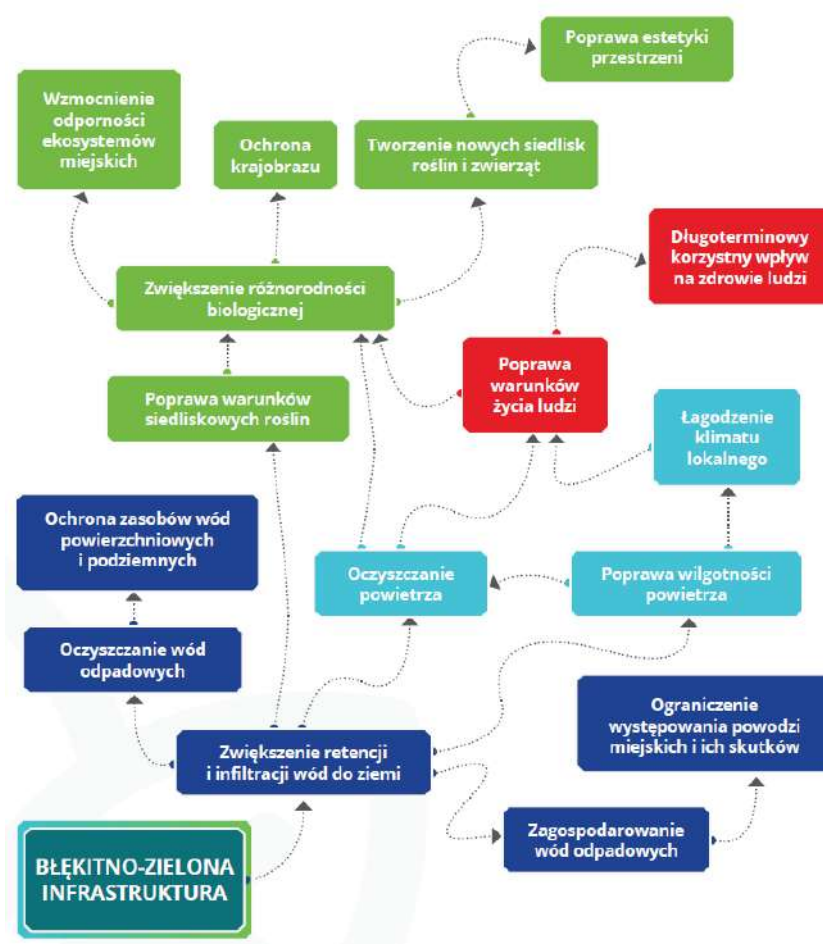 Poprawa estetyki
przestrzeni
Wzmocnienie
odporności
ekosystemów
miejskich
Ochrona
krajobrazu
Tworzenie nowych siedlisk
roślin i zwierząt
Długoterminowy
korzystny wpływ
na zdrowie ludzi
Zwiększenie różnorodności
biologicznej
Poprawa
warunków
życia ludzi
Poprawa warunków
siedliskowych roślin
Łagodzenie
klimatu
lokalnego
Ochrona zasobów wód
powierzchniowych
i podziemnych
Oczyszczanie
powietrza
Poprawa wilgotności
powietrza
Oczyszczanie wód
odpadowych
Ograniczenie
występowania powodzi
miejskich i ich skutków
Zwiększenie retencji
i infiltracji wód do ziemi
Zagospodarowanie
wód odpadowych
BŁĘKITNO-ZIELONA
INFRASTRUKTURA